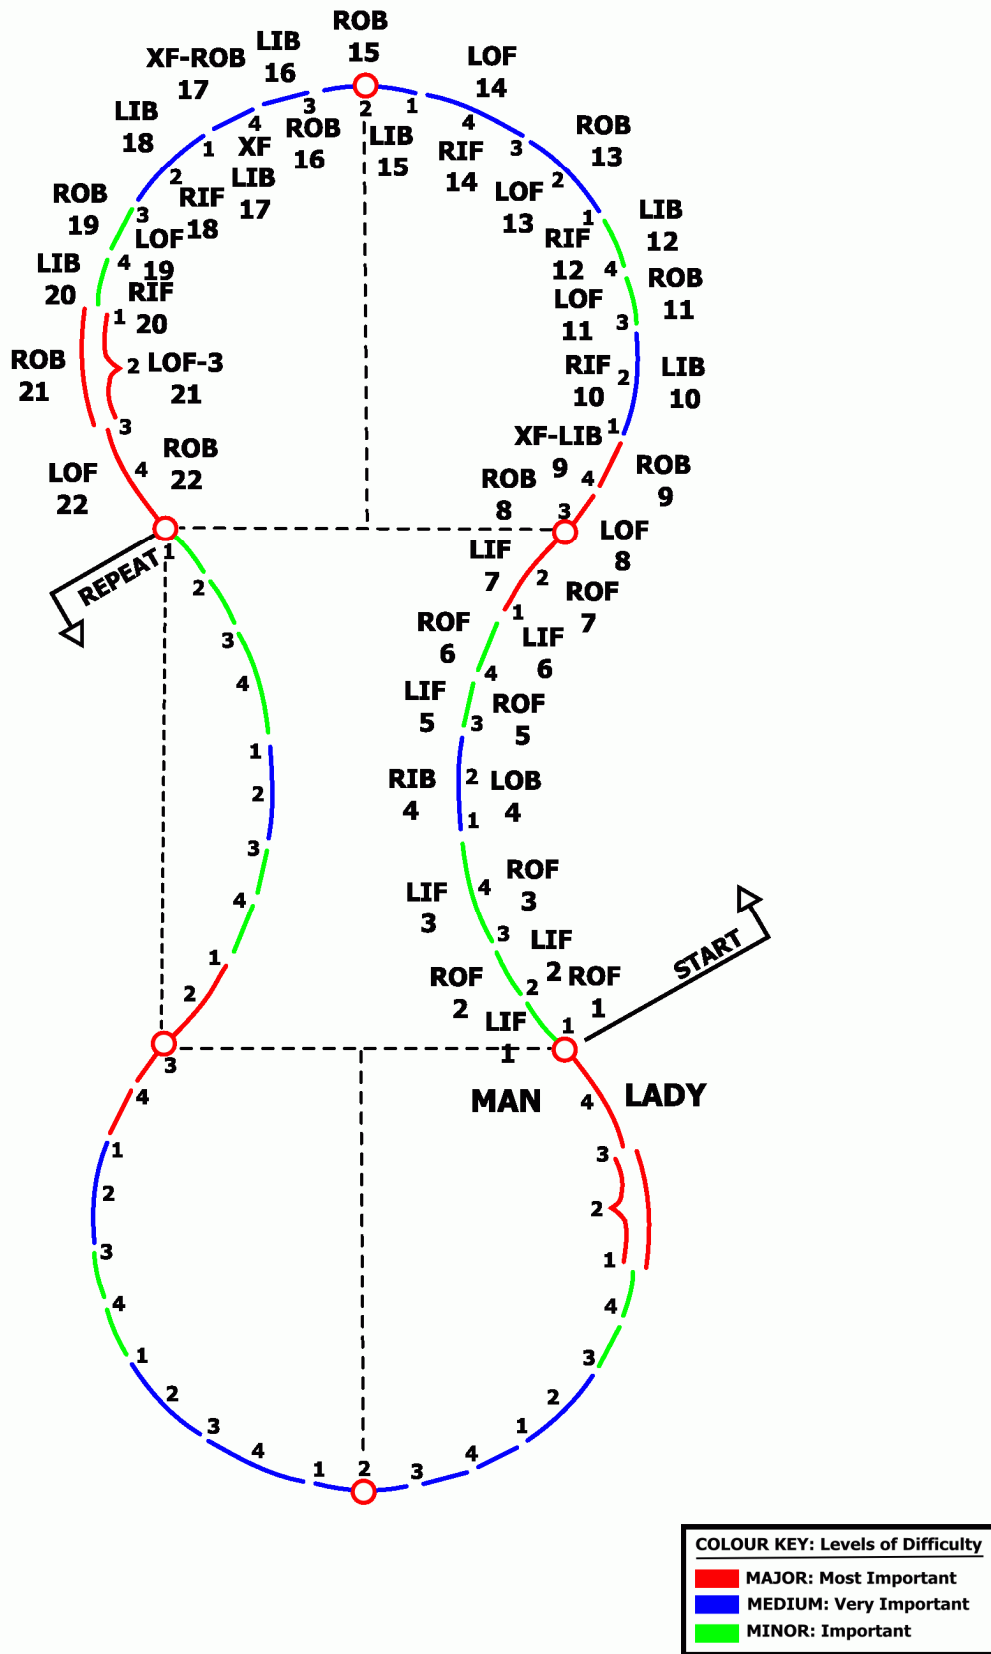 ROB
15
LIB
16
XF-ROB
17
LOF
14
LIB
18
ROB
13
3
2
1
4
XF
ROB
16
LIB
15
4
RIF
14
3
1
2
LIB
17
2
LOF
13
ROB
19
3
RIF
18
1
LIB
12
LOF
19
RIF
12
LIB
20
4
4
ROB
11
RIF
20
1
LOF
11
3
ROB
21
2
LOF-3
21
RIF
10
2
LIB
10
3
XF-LIB
9
1
LOF
22
4
ROB
22
ROB
8
4
ROB
9
3
LOF
8
1
REPEAT
LIF
7
2
ROF
7
2
1
ROF
6
LIF
6
3
4
4
LIF
5
3
ROF
5
1
2
RIB
4
2
LOB
4
1
3
4
LIF
3
4
ROF
3
3
LIF
2
1
2
ROF
2
2
ROF
1
START
LIF
1
1
3
MAN
LADY
4
4
1
3
2
2
3
1
4
4
1
3
2
2
3
1
4
4
1
2
3
COLOUR KEY: Levels of Difficulty
MAJOR: Most Important
MEDIUM: Very Important
MINOR: Important